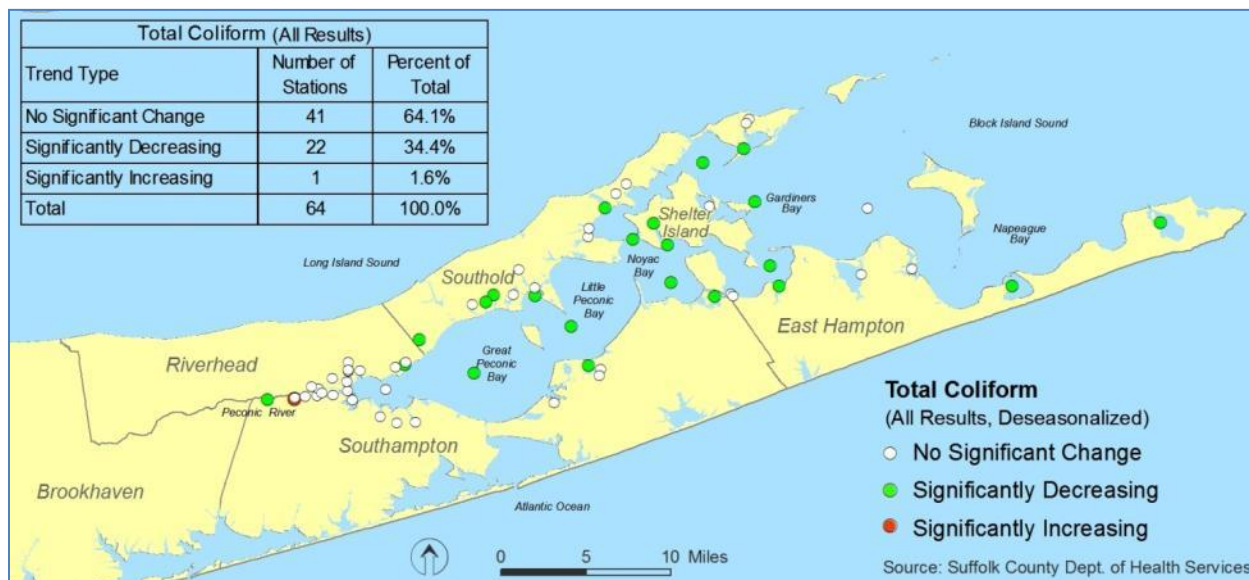 Total Coliform (All Results)
Trend Type
Number of
Stations
Percent of
Total
No Significant Change 41 64.1%
Significantly Decreasing 22 34.4%
Significantly Increasing 1 1.6%
Total 64 100.0%
Block Island Sound
Gardiners
Bay
Shelter
Island
Napeague
Bay
Long Island Sound
Noyac
Bay
Southold
Little
Peconic
Bay
East Hampton
Riverhead
Great
Peconic
Bay
Peconic River
Southampton
Brookhaven
Atlantic Ocean
Total Coliform
(All Results, Deseasonalized)
No Significant Change
Significantly Decreasing
Significantly Increasing
0 5 10 Miles
Source: Suffolk County Dept. of Health Services